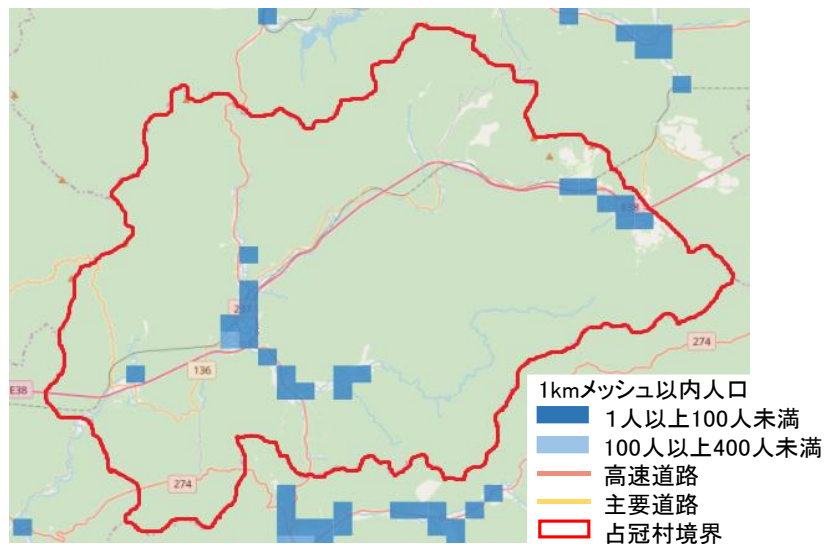 E38
237
274
E38
136
274
1kmメッシュ以内人口
1人以上100人未満
100人以上400人未満
高速道路
主要道路
占冠村境界